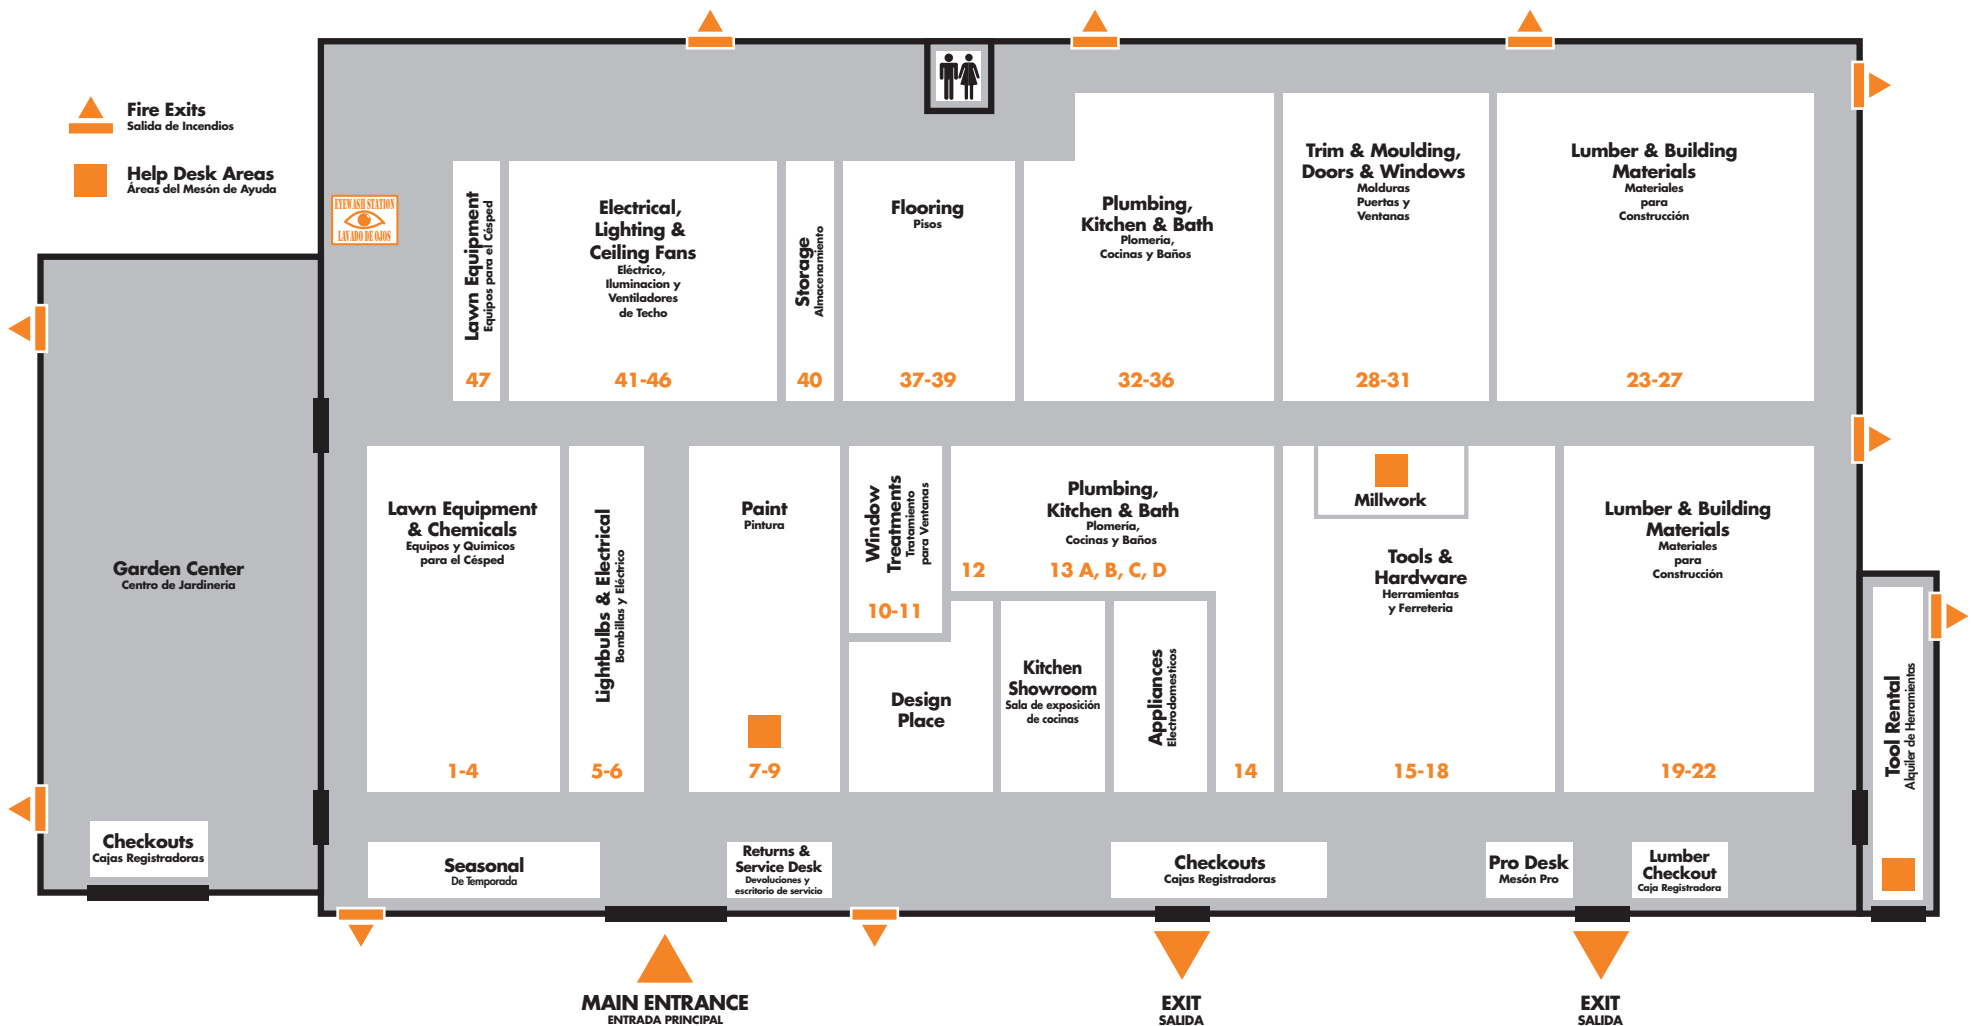 Fire Exits
Salida de Incendios
Help Desk Areas
Áreas del Mesón de Ayuda
EYEWASH STATION
LAVADO DE OJOS
Lawn Equipment
Equipos para el Césped
47
Electrical,
Lighting &
Ceiling Fans
Eléctrico,
Iluminacion y
Ventiladores
de Techo
41-46
Storage
Almacenamiento
40
Flooring
Pisos
37-39
Plumbing,
Kitchen & Bath
Plomería,
Cocinas y Baños
32-36
Trim & Moulding,
Doors & Windows
Molduras
Puertas y
Ventanas
28-31
Lumber & Building
Materials
Materiales
para
Construcción
23-27
Garden Center
Centro de Jardinería
Checkouts
Cajas Registradoras
Lawn Equipment
& Chemicals
Equipos y Químicos
para el Césped
1-4
Lightbulbs & Electrical
Bombillas y Eléctrico
5-6
Paint
Pintura
7-9
Window
Treatments
Tratamiento
para Ventanas
10-11
Plumbing,
Kitchen & Bath
Plomería,
Cocinas y Baños
12
13 A, B, C, D
Design
Place
Kitchen
Showroom
Sala de exposición
de cocinas
Appliances
Electrodomesticos
14
Millwork
Tools &
Hardware
Herramientas
y Ferreteria
15-18
Lumber & Building
Materials
Materiales
para
Construcción
19-22
Tool Rental
Alquiler de Herramientas
Seasonal
De Temporada
Returns &
Service Desk
Devoluciones y
escritorio de servicio
Checkouts
Cajas Registradoras
Pro Desk
Mesón Pro
Lumber
Checkout
Caja Registradora
MAIN ENTRANCE
ENTRADA PRINCIPAL
EXIT
SALIDA
EXIT
SALIDA